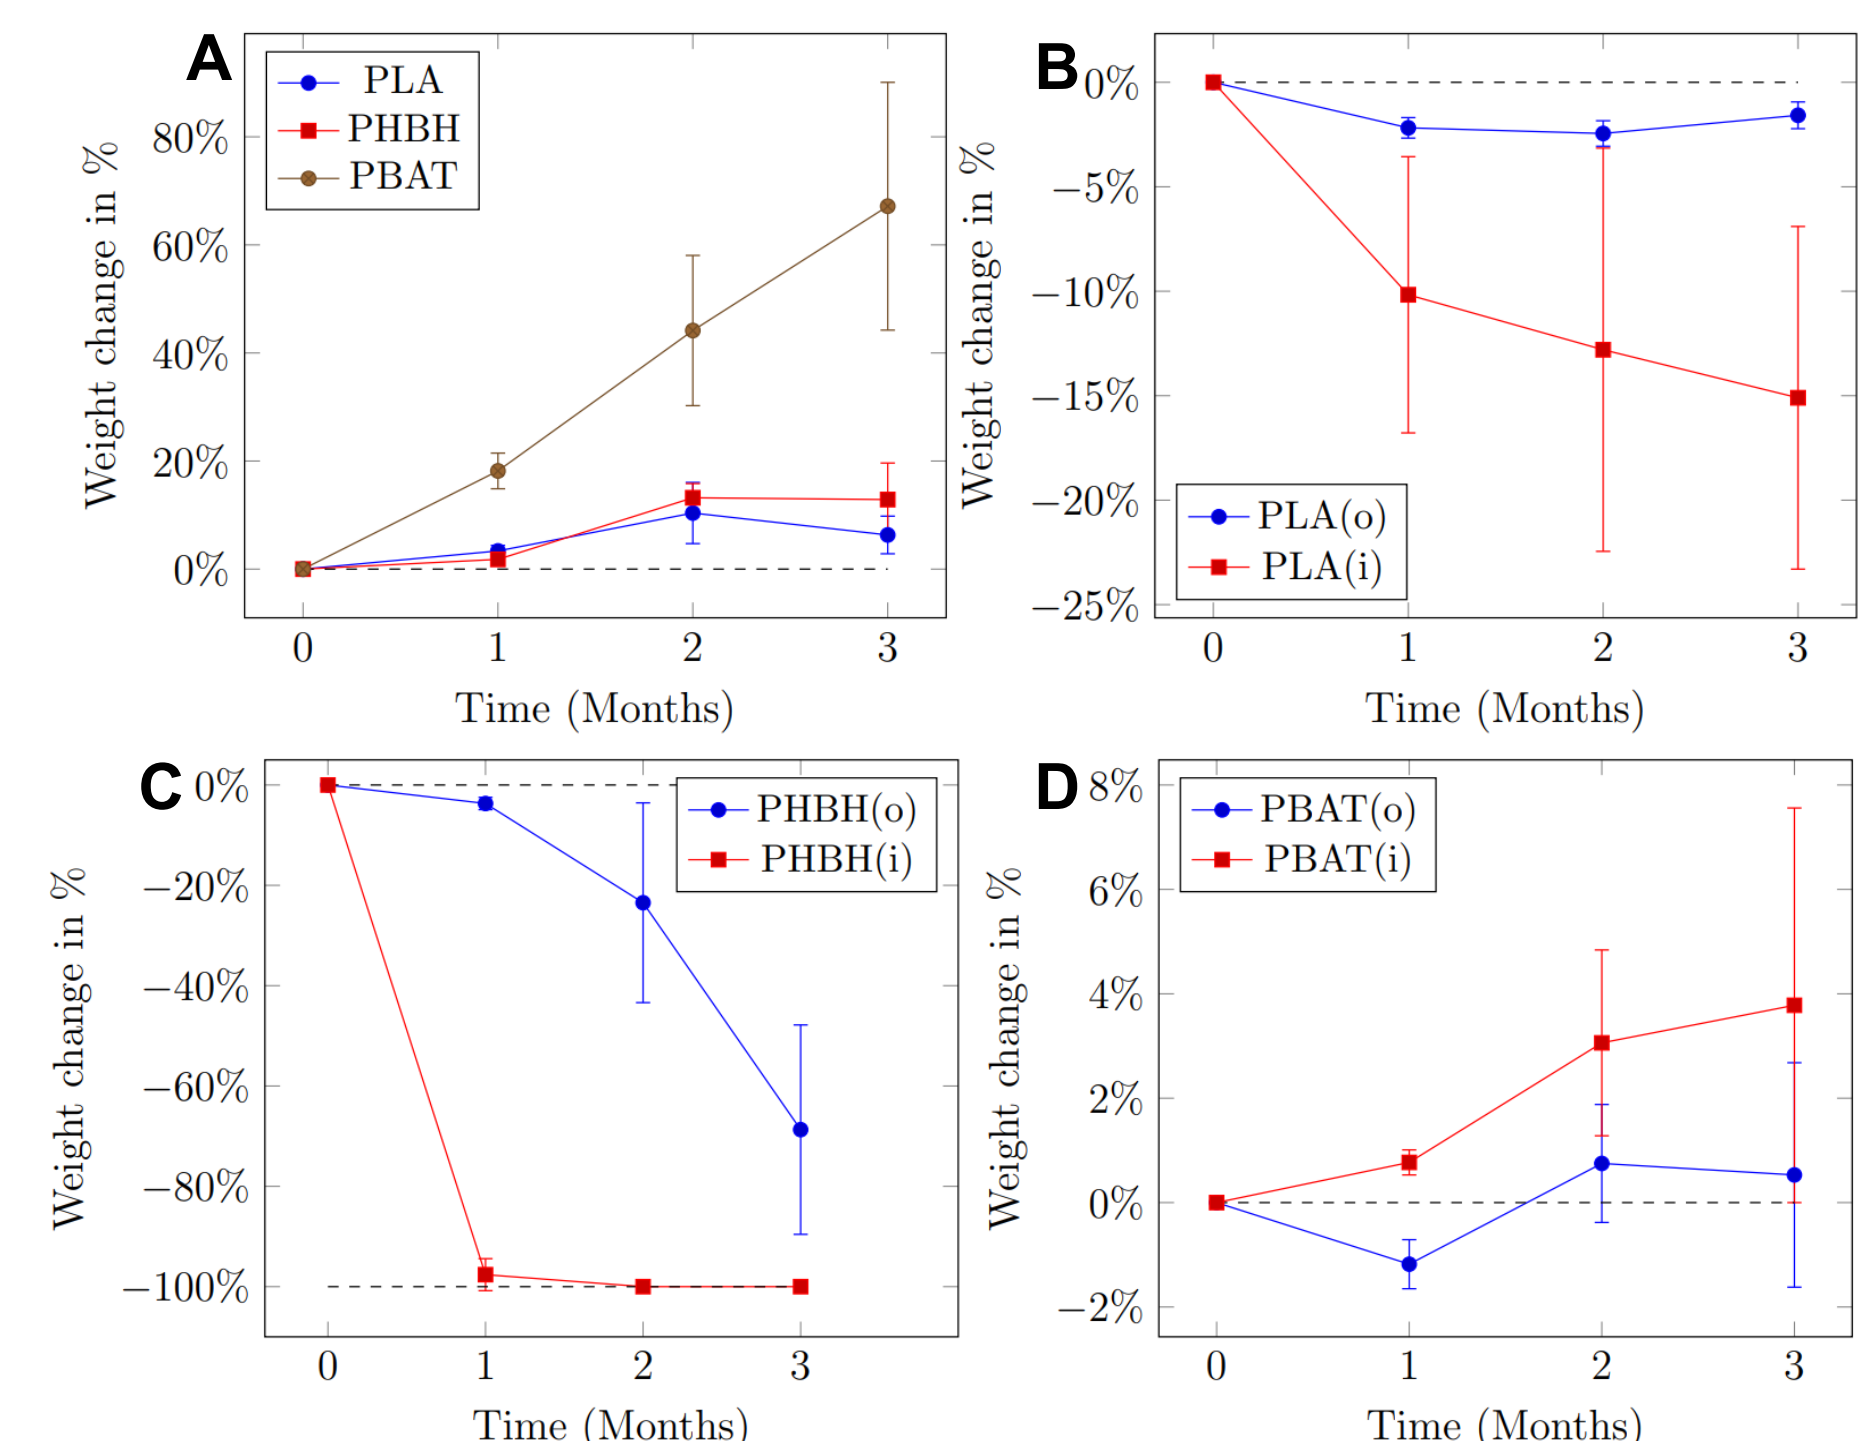 A
PLA
PHBH
PBAT
80%
60%
40%
20%
0%
Weight change in %
0 1 2 3
Time (Months)
B
0%
−5%
−10%
−15%
−20%
−25%
Weight change in %
PLA(o)
PLA(i)
0 1 2 3
Time (Months)
C
0%
−20%
−40%
−60%
−80%
−100%
Weight change in %
PHBH(o)
PHBH(i)
0 1 2 3
Time (Months)
D
8%
6%
4%
2%
0%
−2%
Weight change in %
PBAT(o)
PBAT(i)
0 1 2 3
Time (Months)